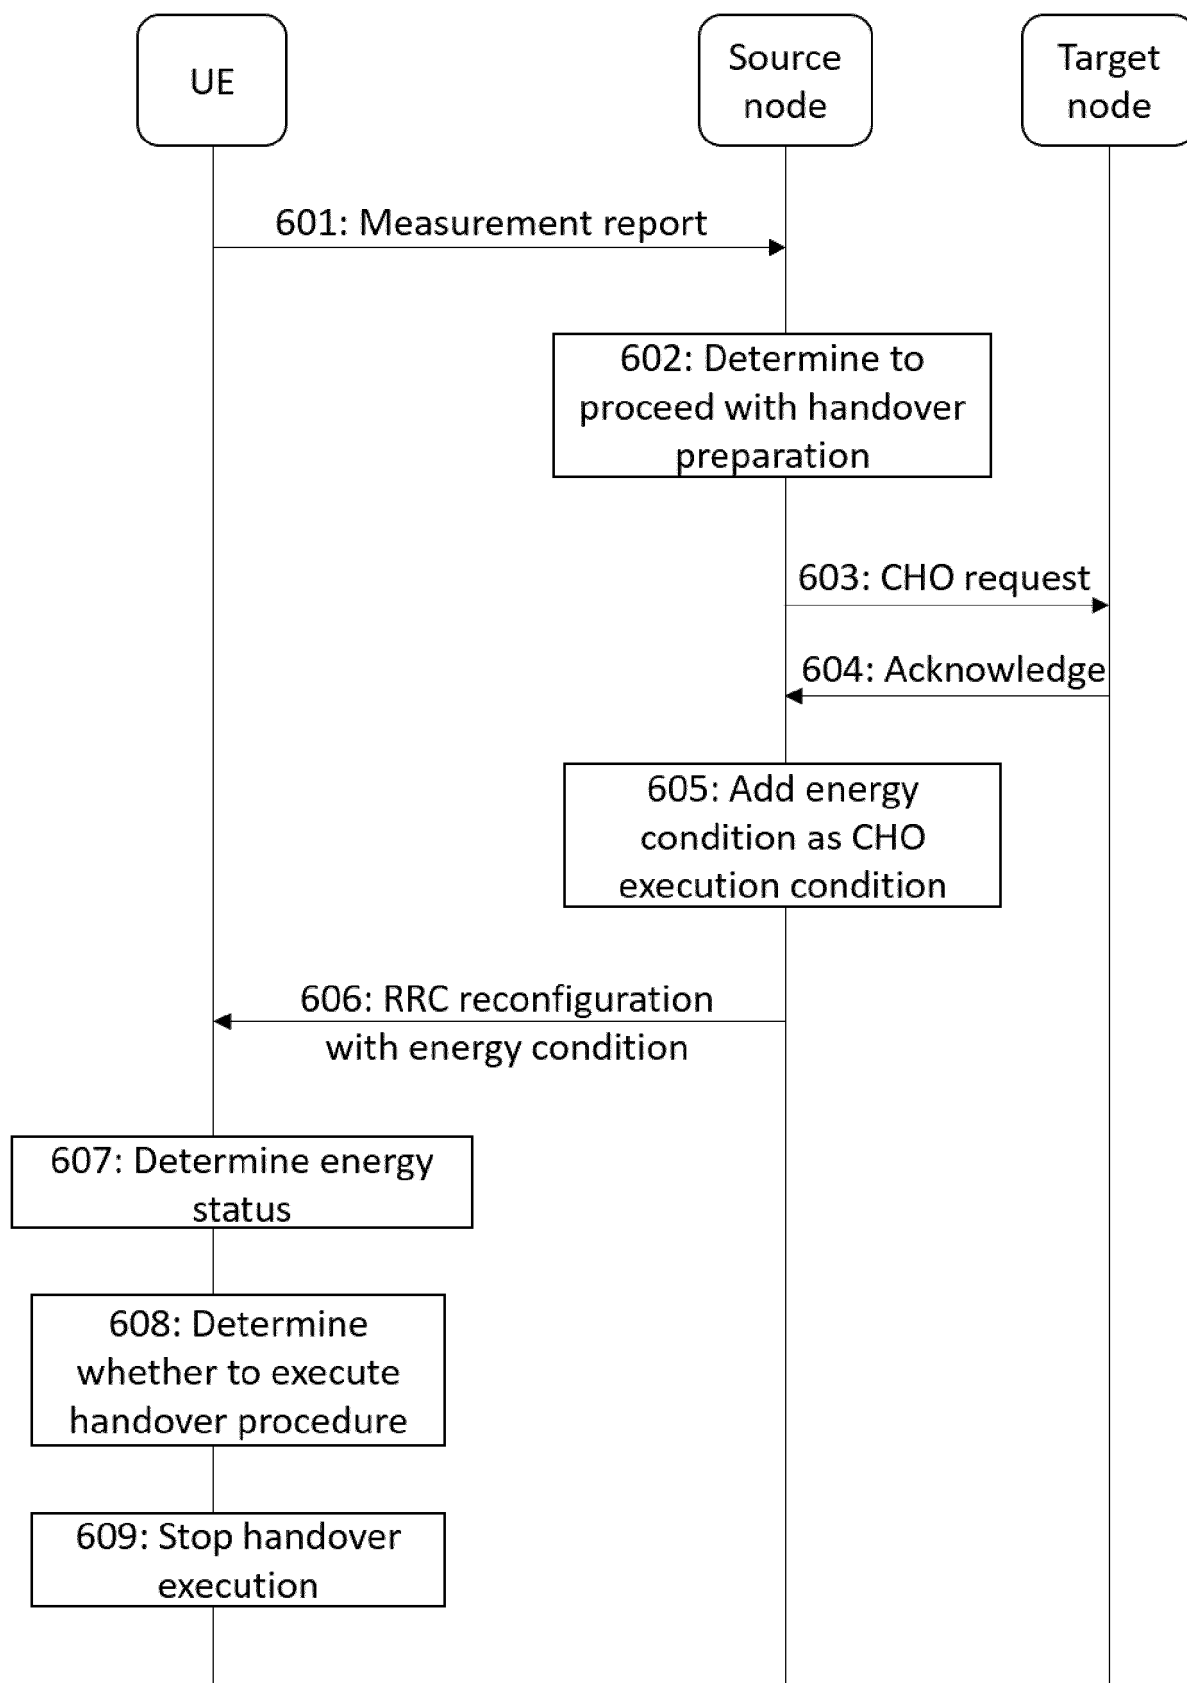 UE
Source
node
Target
node
601: Measurement report
602: Determine to
proceed with handover
preparation
603: CHO request
604: Acknowledge
605: Add energy
condition as CHO
execution condition
606: RRC reconfiguration
with energy condition
607: Determine energy
status
608: Determine
whether to execute
handover procedure
609: Stop handover
execution